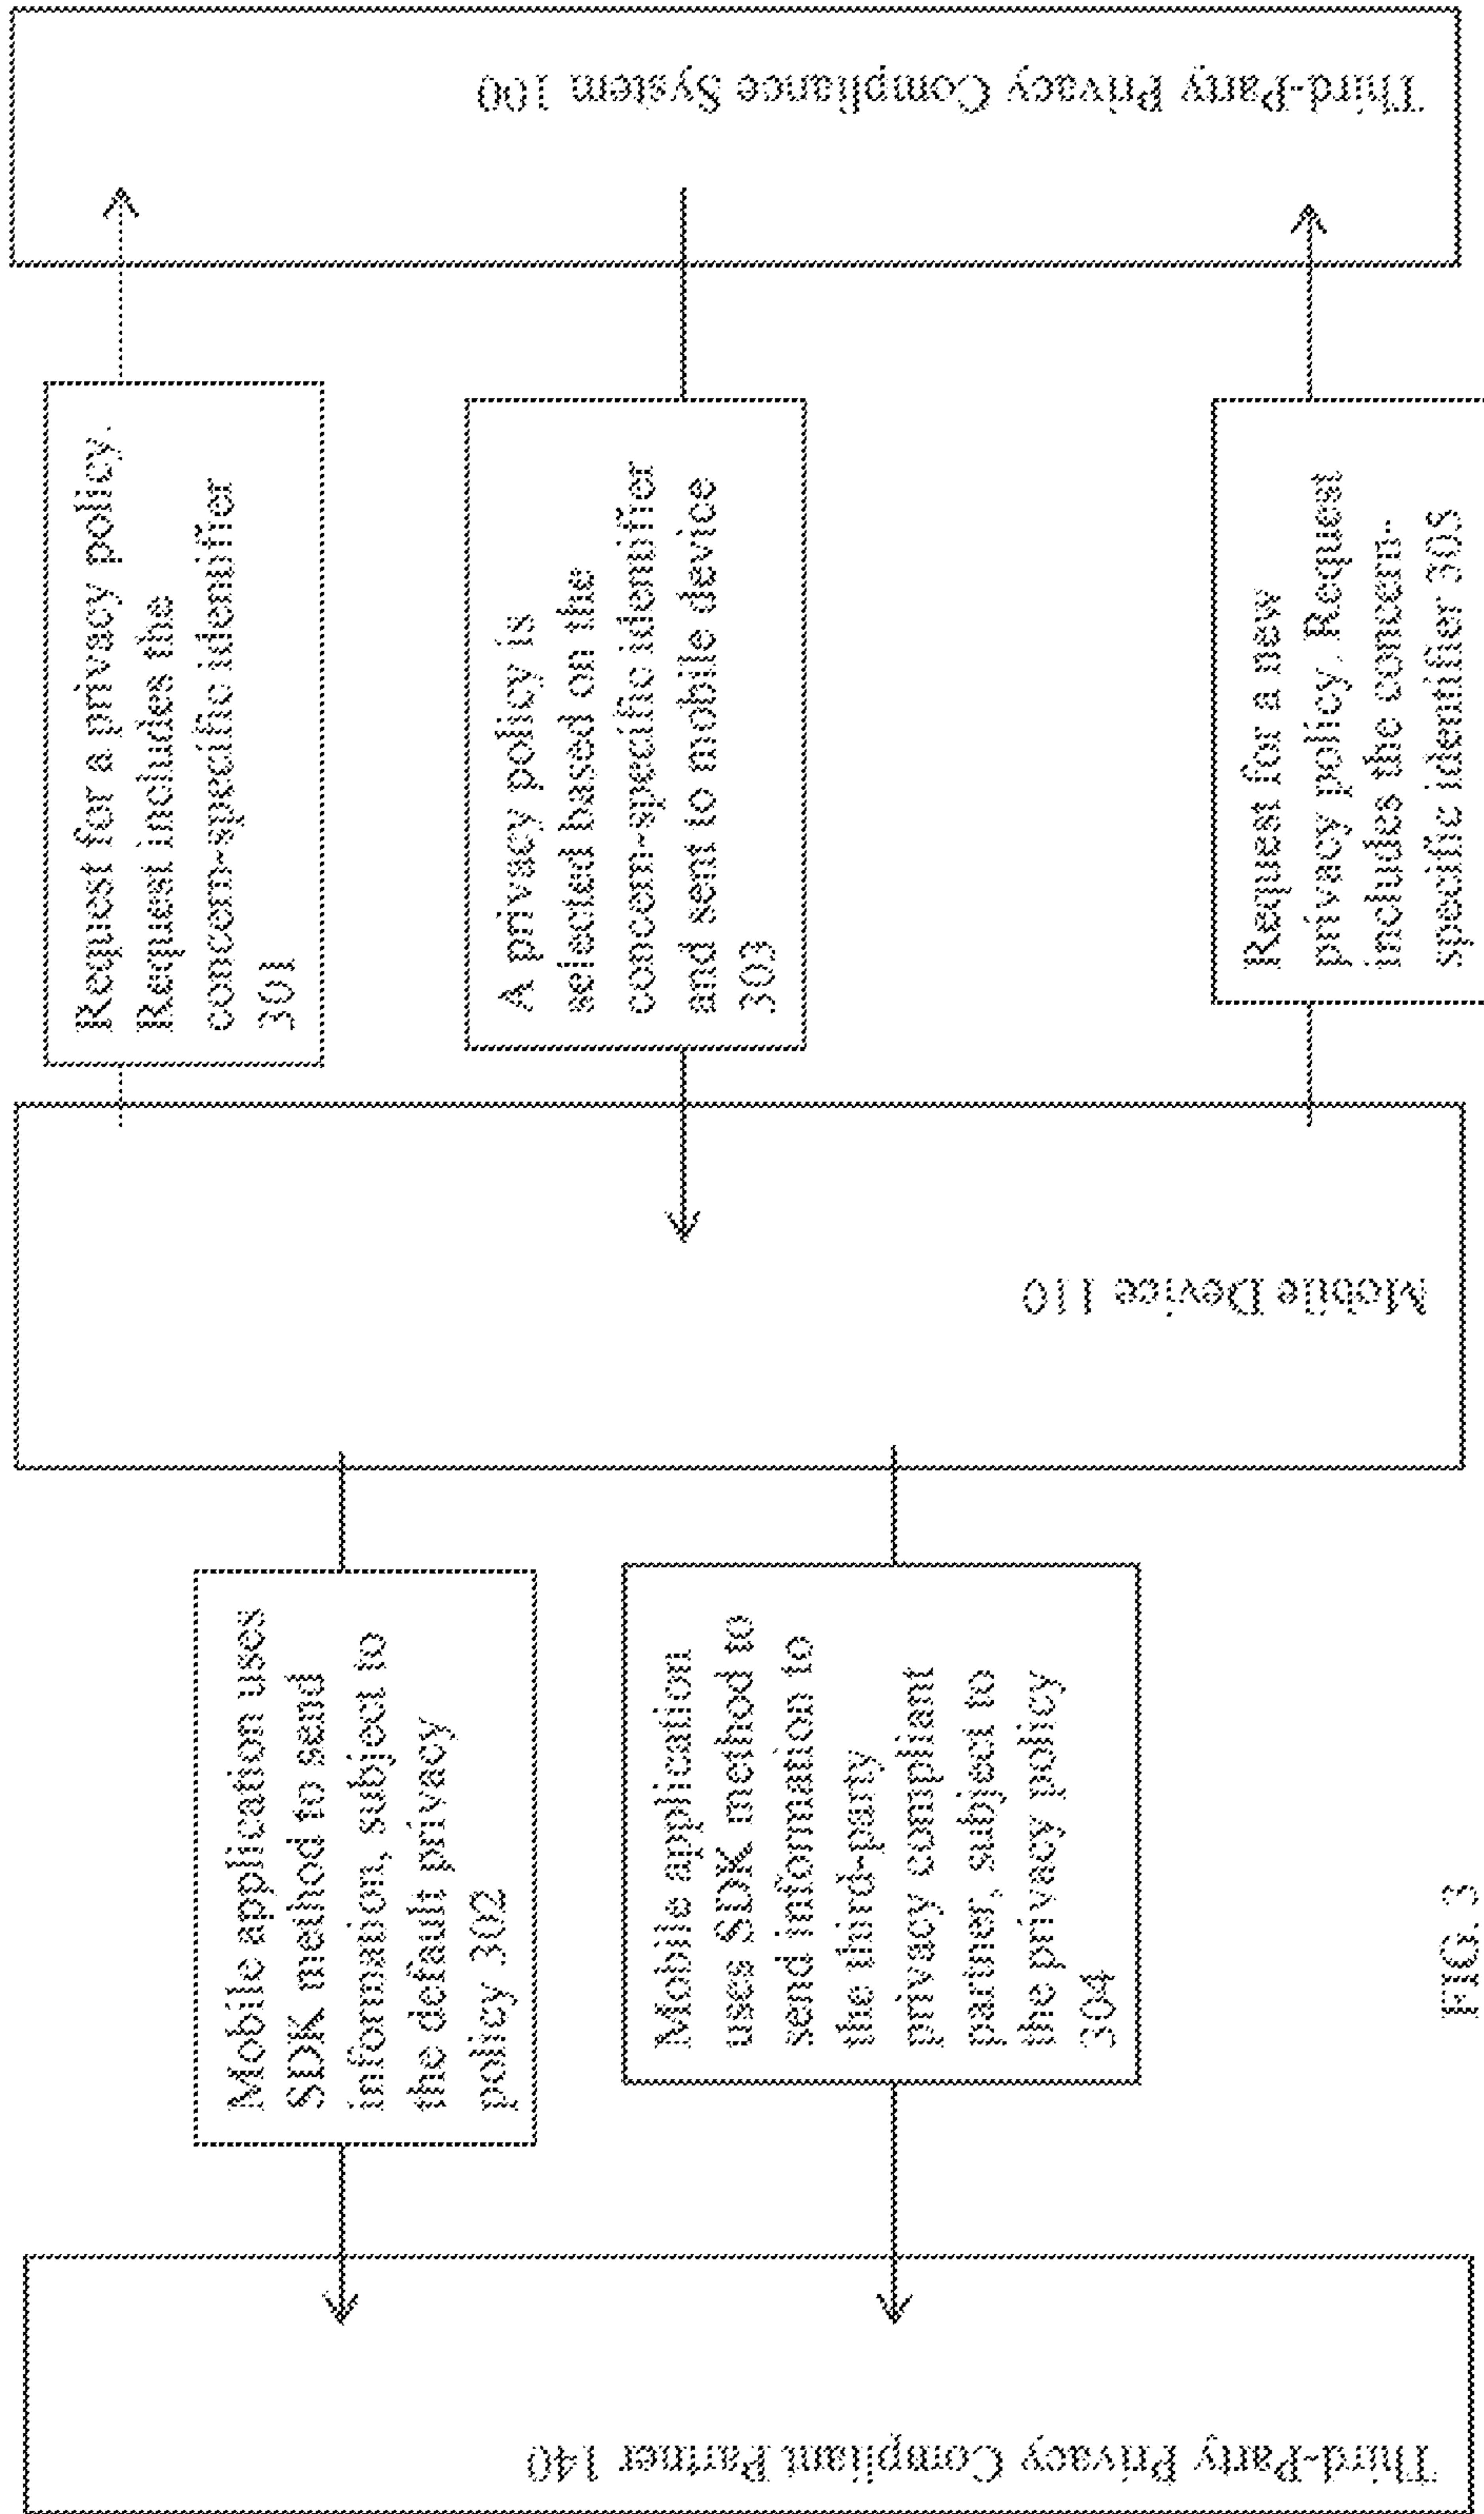 Third-Party Privacy Compliant Partner 140
Mobile application uses
SDK method to send
information, subject to
the default privacy
policy 302
Mobile application
uses SDK method to
send information to
the third-party
privacy compliant
partner, subject to
the privacy policy
304
Mobile Device 110
Request for a privacy policy.
Request includes the
concern-specific identifier
301
A privacy policy is
selected based on the
concern-specific identifier
and sent to mobile device
303
Request for a new
privacy policy. Request
includes the concern-
specific identifier 305
Third-Party Privacy Compliance System 100
FIG. 3